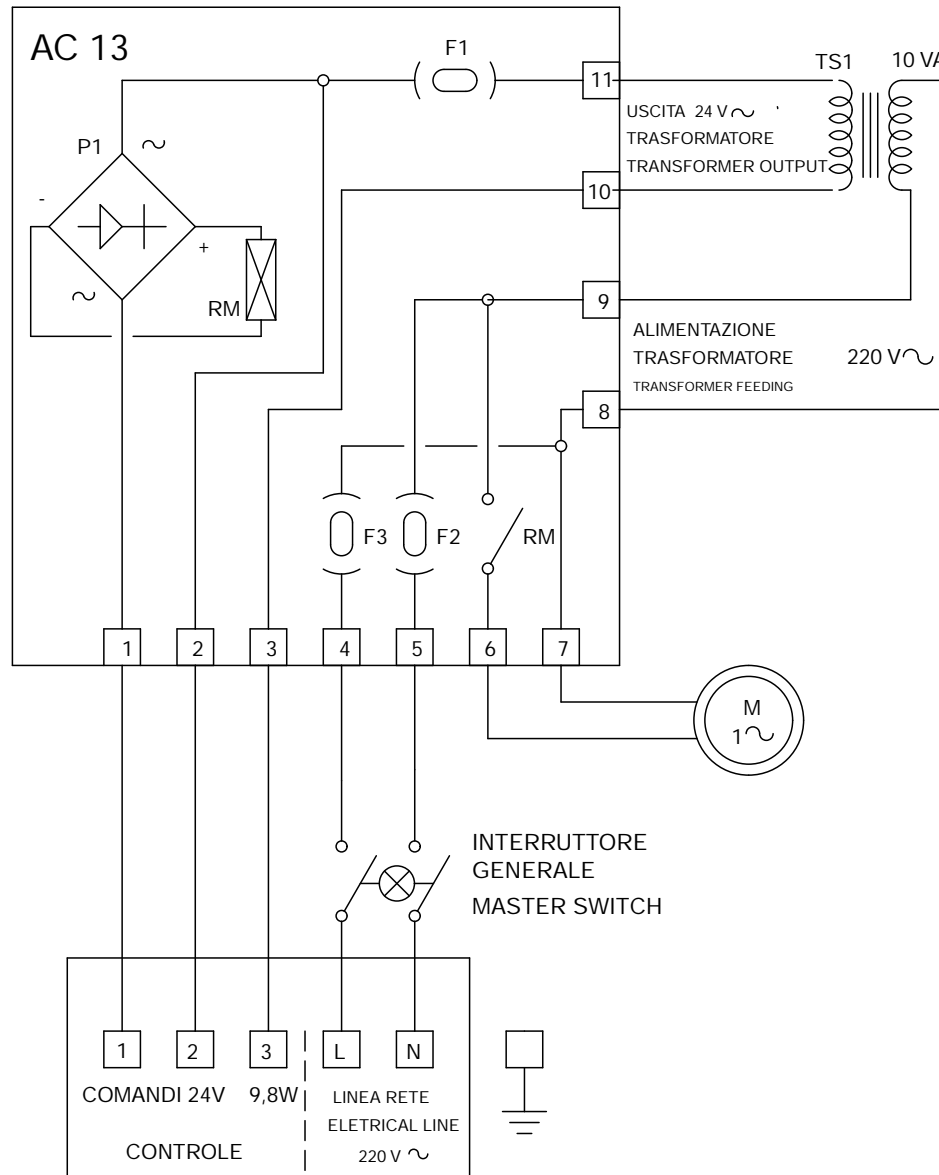 AC 13
F1
11
TS1
10 VA
USCITA 24 V
TRASFORMATORE
TRANSFORMER OUTPUT
P1
-
+
RM
10
9
ALIMENTAZIONE
TRASFORMATORE
220 V
TRANSFORMER FEEDING
8
F3
F2
RM
1
2
3
4
5
6
7
M
1
INTERRUTTORE
GENERALE
MASTER SWITCH
1
2
3
L
N
COMANDI 24V
9,8W
LINEA RETE
ELETRICAL LINE
CONTROLE
220 V